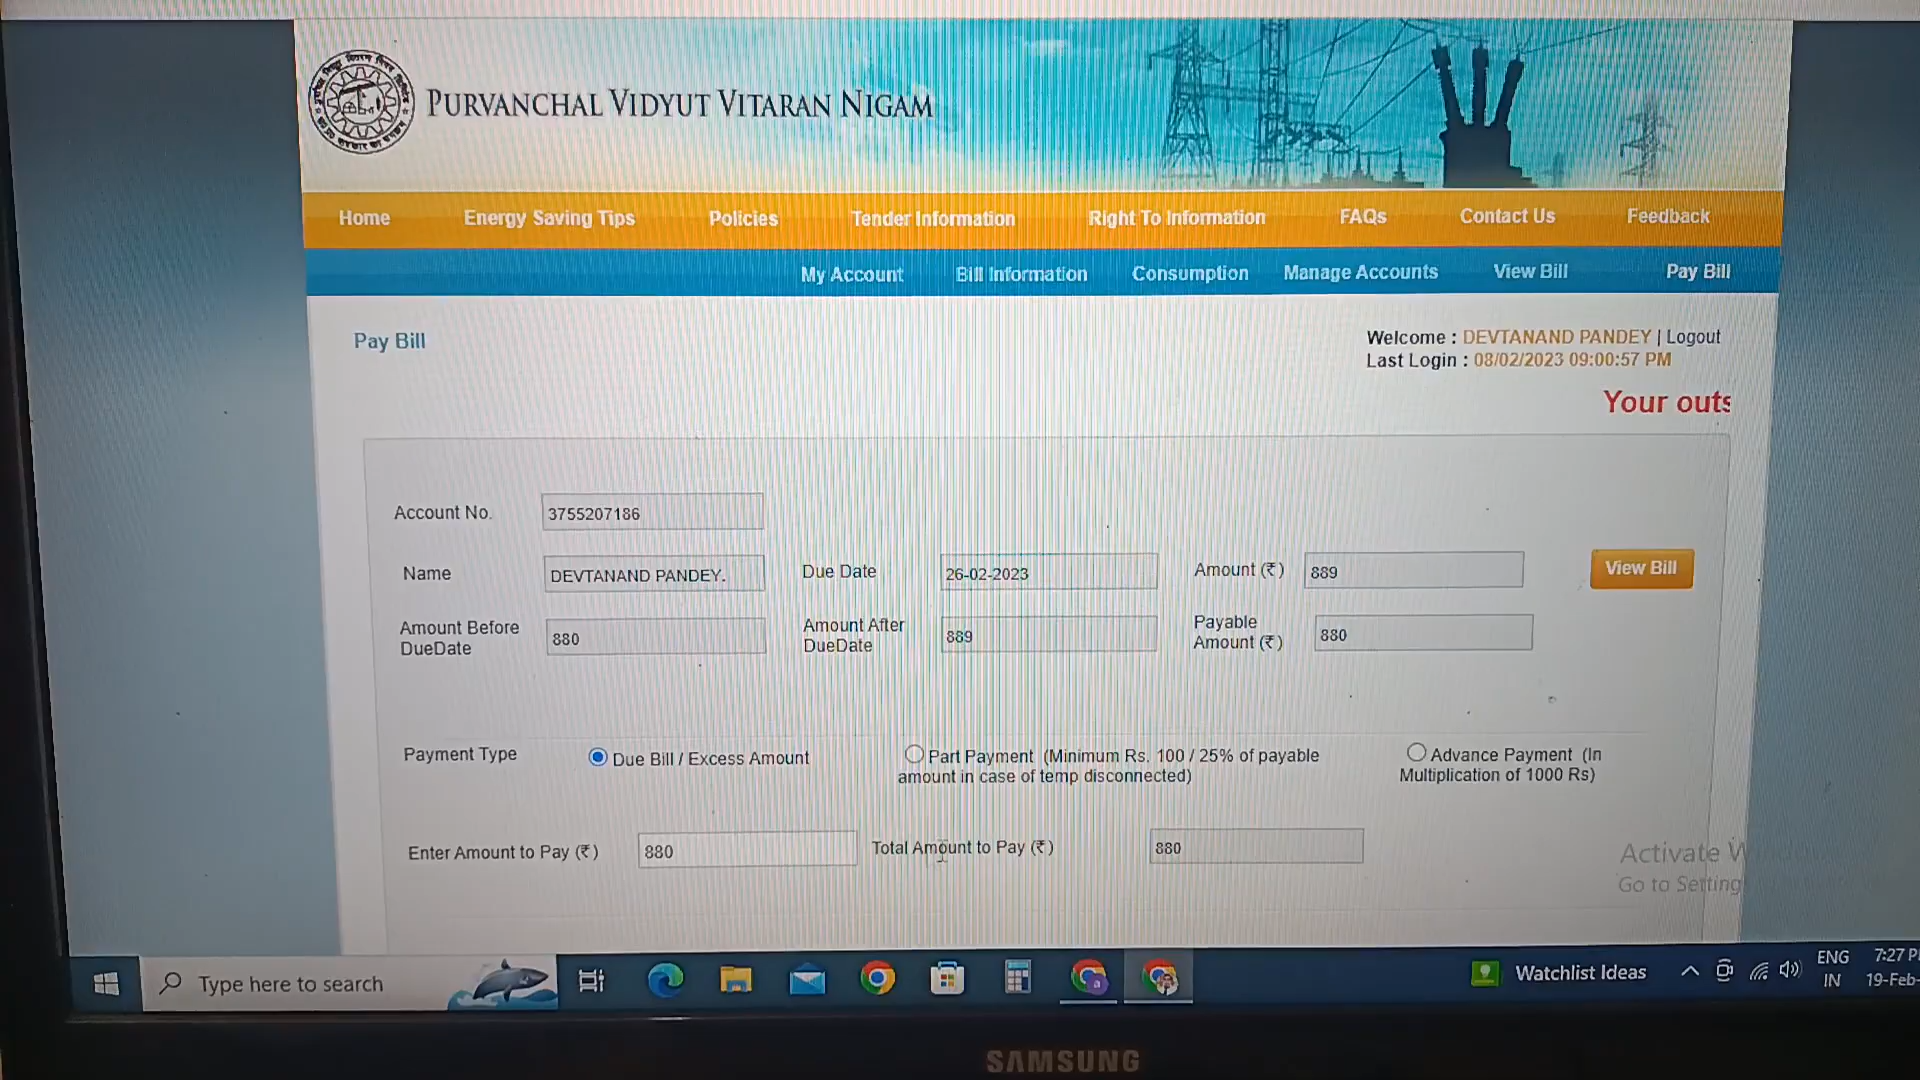 PURVANCHAL VIDYUT VITARAN NIGAM
Home Energy Saving Tips Policies Tender Information Right To Information FAQs Contact Us Feedback
My Account Bill Information Consumption Manage Accounts View Bill Pay Bill
Pay Bill
Welcome : DEVTANAND PANDEY | Logout
Last Login : 08/02/2023 09:00:57 PM
Your outs
Account No. 3755207186
Name DEVTANAND PANDEY. Due Date 26-02-2023 Amount (₹) 889 View Bill
Amount Before DueDate 880 Amount After DueDate 889 Payable Amount (₹) 880
Payment Type Due Bill / Excess Amount Part Payment (Minimum Rs. 100 / 25% of payable amount in case of temp disconnected) Advance Payment (In Multiplication of 1000 Rs)
Enter Amount to Pay (₹) 880 Total Amount to Pay (₹) 880
Activate
Go to Setting
Type here to search Watchlist Ideas ENG 7:27 P
IN 19-Feb-
SAMSUNG